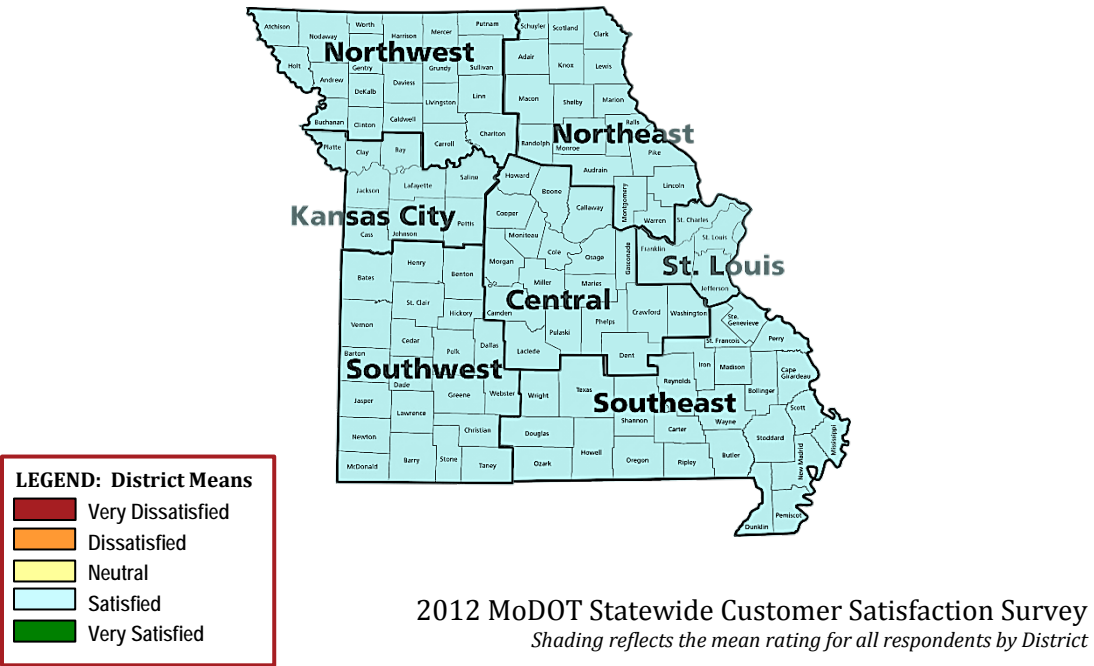 Atchison
Nodaway
Worth
Harrison
Mercer
Putnam
Schuyler
Scotland
Clark
Northwest
Holt
Andrew
Gentry
DeKalb
Daviess
Grundy
Sullivan
Adair
Knox
Lewis
Buchanan
Clinton
Caldwell
Livingston
Linn
Macon
Shelby
Marion
Chariton
Randolph
Monroe
Ralls
Northeast
Pike
Platte
Clay
Ray
Carroll
Audrain
Jackson
Lafayette
Saline
Howard
Boone
Callaway
Montgomery
Lincoln
Warren
St. Charles
Kansas City
Cass
Johnson
Pettis
Cooper
Moniteau
Cole
Osage
Gasconade
Franklin
St. Louis
St. Louis
Jefferson
Bates
Henry
Benton
Morgan
Miller
Maries
Central
Camden
St. Clair
Hickory
Pulaski
Phelps
Crawford
Washington
Ste.
Genevieve
St. Francois
Perry
Vernon
Cedar
Polk
Dallas
Laclede
Dent
Iron
Madison
Cape
Girardeau
Barton
Southwest
Dade
Greene
Webster
Wright
Texas
Reynolds
Bollinger
Southeast
Jasper
Lawrence
Christian
Douglas
Shannon
Carter
Wayne
Scott
Stoddard
Mississippi
New Madrid
Newton
McDonald
Barry
Stone
Taney
Ozark
Howell
Oregon
Ripley
Butler
Dunklin
Pemiscot
LEGEND: District Means
Very Dissatisfied
Dissatisfied
Neutral
Satisfied
Very Satisfied
2012 MoDOT Statewide Customer Satisfaction Survey
Shading reflects the mean rating for all respondents by District